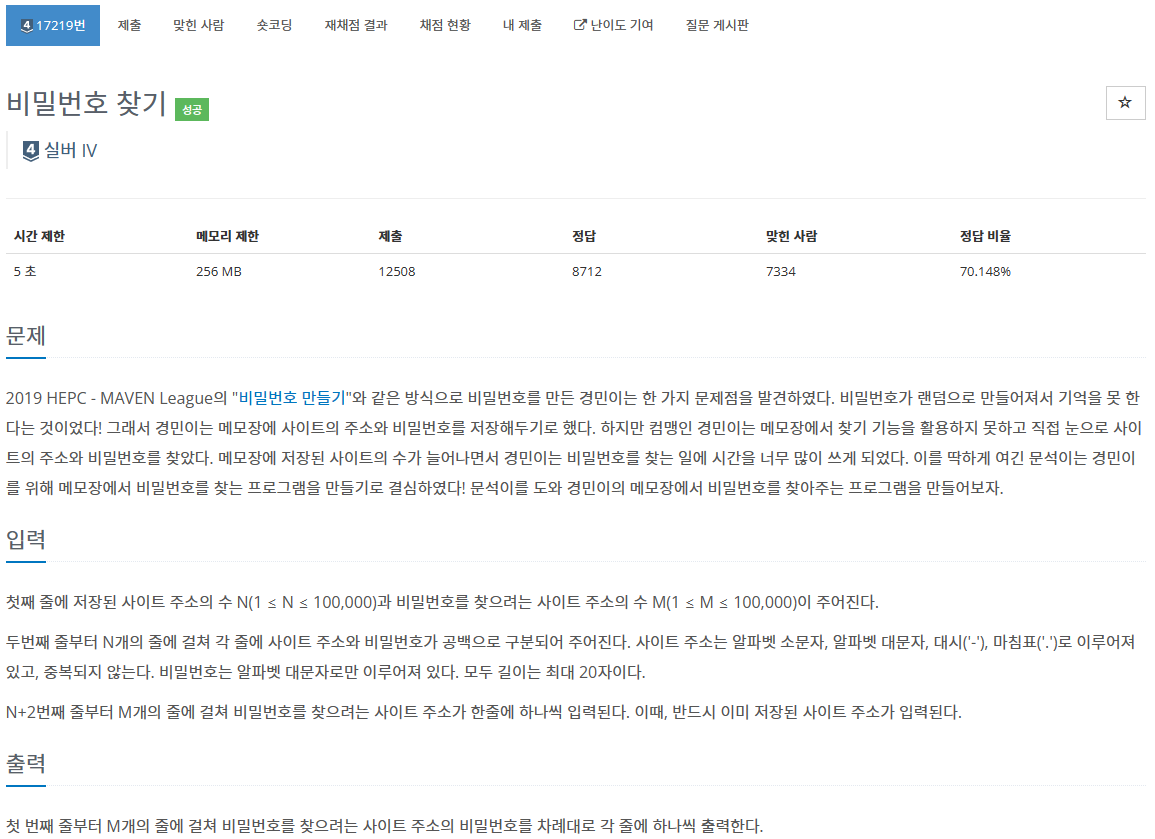 4 17219번 제출 맞힌 사람 숏코딩 재채점 결과 채점 현황 내 제출 난이도 기여 질문 게시판
비밀번호 찾기 성공
4 실버 IV
시간 제한 메모리 제한 제출 정답 맞힌 사람 정답 비율
5 초 256 MB 12508 8712 7334 70.148%
문제
2019 HEPC - MAVEN League의 "비밀번호 만들기"와 같은 방식으로 비밀번호를 만든 경민이는 한 가지 문제점을 발견하였다. 비밀번호가 랜덤으로 만들어져서 기억을 못 한
다는 것이었다! 그래서 경민이는 메모장에 사이트의 주소와 비밀번호를 저장해두기로 했다. 하지만 컴맹인 경민이는 메모장에서 찾기 기능을 활용하지 못하고 직접 눈으로 사이
트의 주소와 비밀번호를 찾았다. 메모장에 저장된 사이트의 수가 늘어나면서 경민이는 비밀번호를 찾는 일에 시간을 너무 많이 쓰게 되었다. 이를 딱하게 여긴 문석이는 경민이
를 위해 메모장에서 비밀번호를 찾는 프로그램을 만들기로 결심하였다! 문석이를 도와 경민이의 메모장에서 비밀번호를 찾아주는 프로그램을 만들어보자.
입력
첫째 줄에 저장된 사이트 주소의 수 N(1 ≤ N ≤ 100,000)과 비밀번호를 찾으려는 사이트 주소의 수 M(1 ≤ M ≤ 100,000)이 주어진다.
두번째 줄부터 N개의 줄에 걸쳐 각 줄에 사이트 주소와 비밀번호가 공백으로 구분되어 주어진다. 사이트 주소는 알파벳 소문자, 알파벳 대문자, 대시('-'), 마침표('.')로 이루어져
있고, 중복되지 않는다. 비밀번호는 알파벳 대문자로만 이루어져 있다. 모두 길이는 최대 20자이다.
N+2번째 줄부터 M개의 줄에 걸쳐 비밀번호를 찾으려는 사이트 주소가 한줄에 하나씩 입력된다. 이때, 반드시 이미 저장된 사이트 주소가 입력된다.
출력
첫 번째 줄부터 M개의 줄에 걸쳐 비밀번호를 찾으려는 사이트 주소의 비밀번호를 차례대로 각 줄에 하나씩 출력한다.